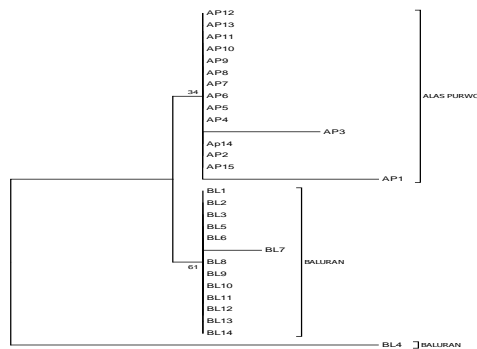 AP12
AP13
AP11
AP10
AP9
AP8
AP7
34
AP6
AP5
AP4
AP3
Ap14
AP2
AP15
AP1
ALAS PURWO
BL1
BL2
BL3
BL5
BL6
BL7
BL8
61
BL9
BL10
BL11
BL12
BL13
BL14
BALURAN
BL4
BALURAN